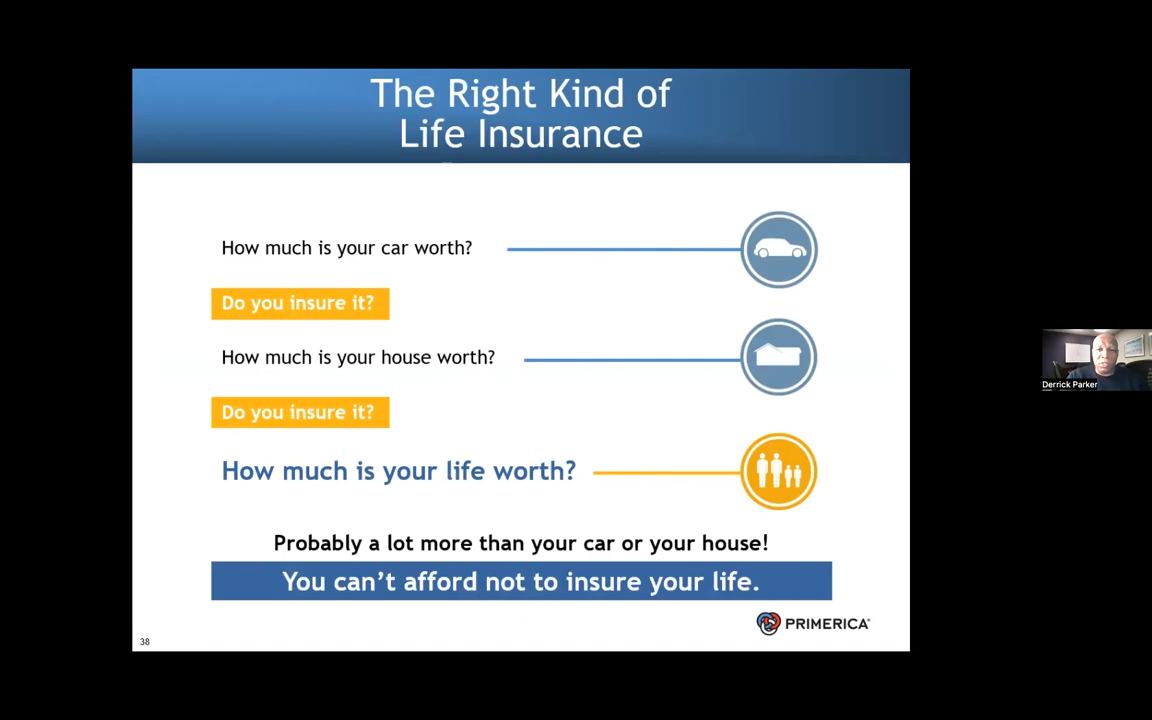 The Right Kind of
Life Insurance
How much is your car worth?
Do you insure it?
How much is your house worth?
Do you insure it?
How much is your life worth?
Probably a lot more than your car or your house!
You can't afford not to insure your life.
PRIMERICA®
38
Derrick Parker